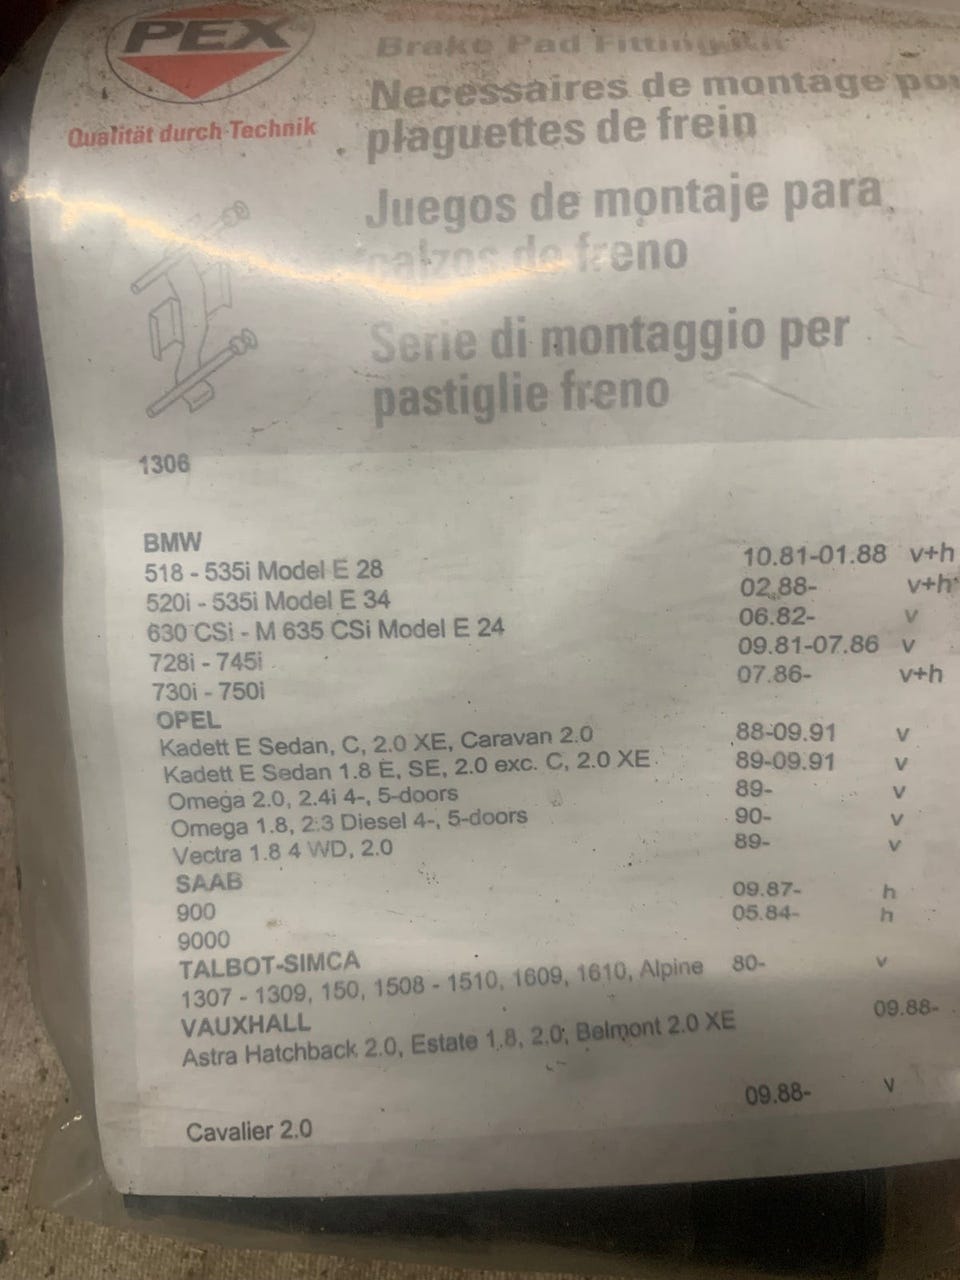 PEX
Qualität durch Technik
Brake Pad Fitting Kit
Necessaires de montage
plaguettes de frein
Juegos de montaje para
calzos de freno
Serie di montaggio per
pastiglie freno
1306
BMW
518 - 535i Model E 28 10.81-01.88 v+h
520i - 535i Model E 34 02.88- v+h
630 CSi - M 635 CSi Model E 24 06.82- v
728i - 745i 09.81-07.86 v
730i - 750i 07.86- v+h
OPEL
Kadett E Sedan, C, 2.0 XE, Caravan 2.0 88-09.91 v
Kadett E Sedan 1.8 E, SE, 2.0 exc. C, 2.0 XE 89-09.91 v
Omega 2.0, 2.4i 4-, 5-doors 89- v
Omega 1.8, 2.3 Diesel 4-, 5-doors 90- v
Vectra 1.8 4 WD, 2.0 89- v
SAAB
900 09.87- h
9000 05.84- h
TALBOT-SIMCA
1307 - 1309, 150, 1508 - 1510, 1609, 1610, Alpine 80- v
VAUXHALL
Astra Hatchback 2.0, Estate 1.8, 2.0; Belmont 2.0 XE 09.88-
09.88- v
Cavalier 2.0